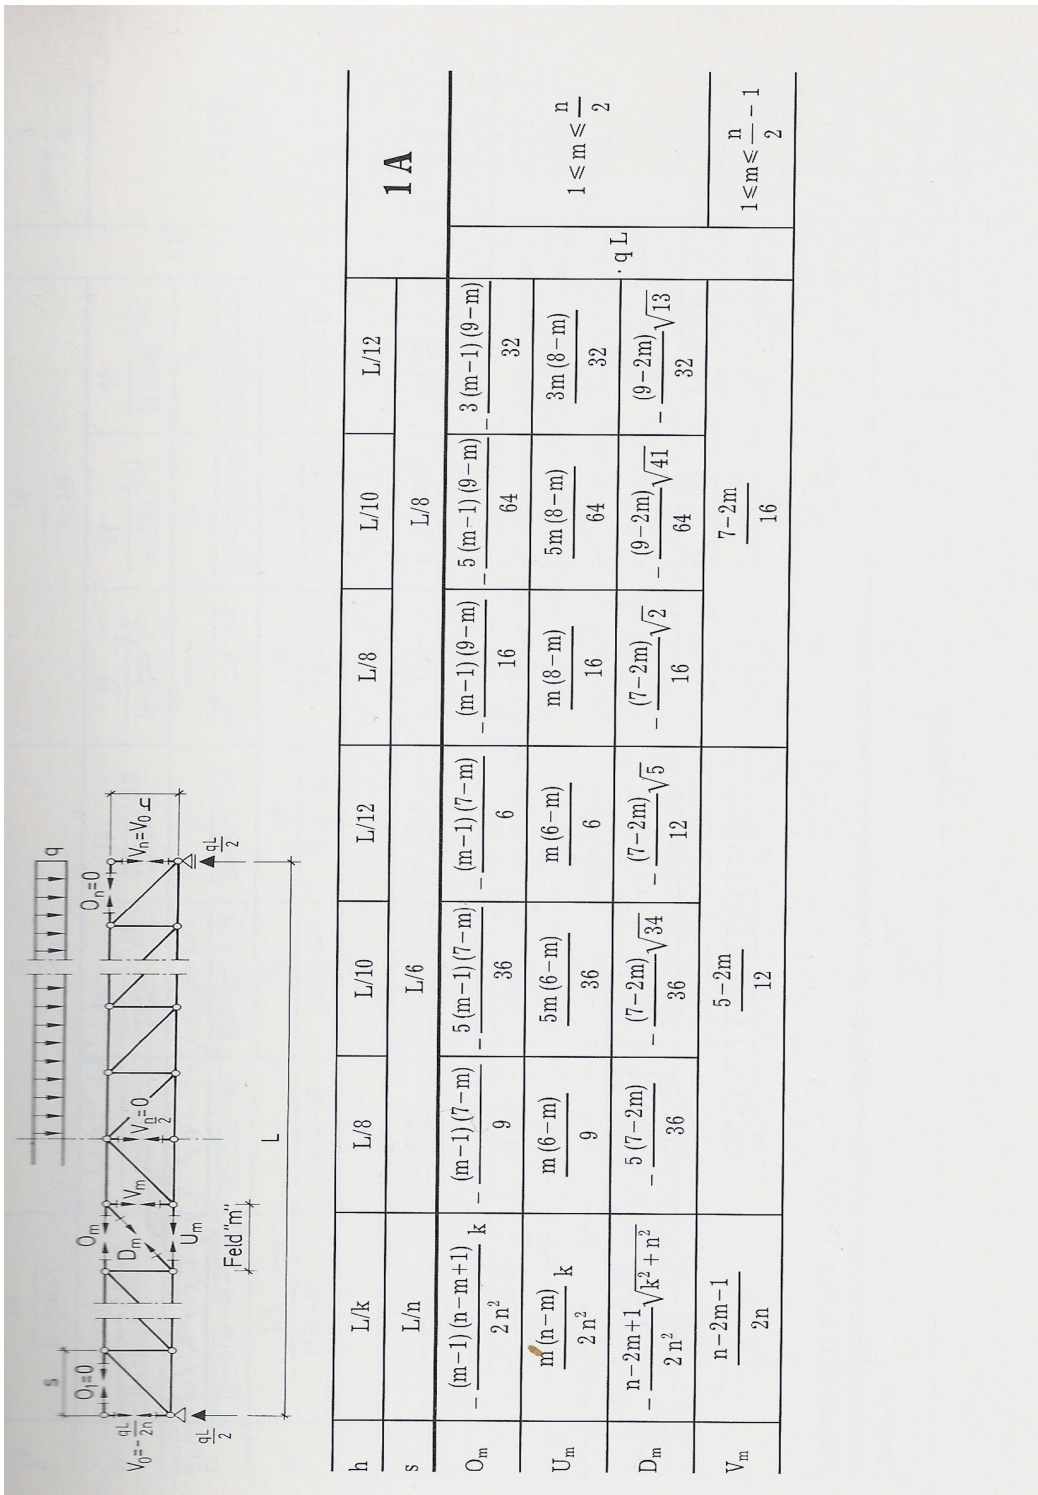 q
V₀=-qL/2n
O₁=0
s
O_m
D_m
V_m
U_m
V_n/2=0
O_n=0
V_n=V₀
h
qL/2
qL/2
Feld "m"
L
h L/k L/8 L/10 L/12 L/8 L/10 L/12 1A
s L/n L/6 L/8
O_m -(m-1)(n-m+1)/2n² k -(m-1)(7-m)/9 -5(m-1)(7-m)/36 -(m-1)(7-m)/6 -(m-1)(9-m)/16 -5(m-1)(9-m)/64 -3(m-1)(9-m)/32
U_m m(n-m)/2n² k m(6-m)/9 5m(6-m)/36 m(6-m)/6 m(8-m)/16 5m(8-m)/64 3m(8-m)/32 ·qL 1≤m≤n/2
D_m -(n-2m+1)/2n² √k²+n² -5(7-2m)/36 -(7-2m)/36 √34 -(7-2m)/12 √5 -(7-2m)/16 √2 -(9-2m)/64 √41 -(9-2m)/32 √13
V_m n-2m-1/2n 5-2m/12 7-2m/16 1≤m≤n/2-1